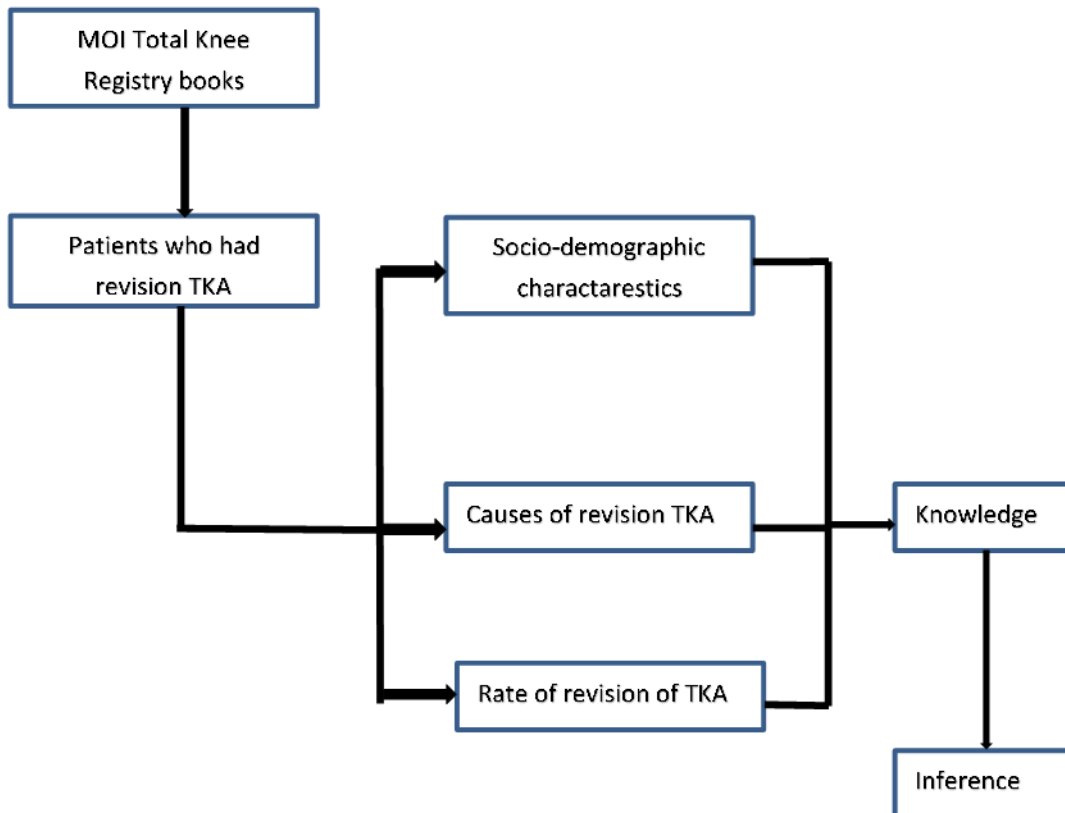 MOI Total Knee
Registry books
Patients who had
revision TKA
Socio-demographic
charactarestics
Causes of revision TKA
Knowledge
Rate of revision of TKA
Inference